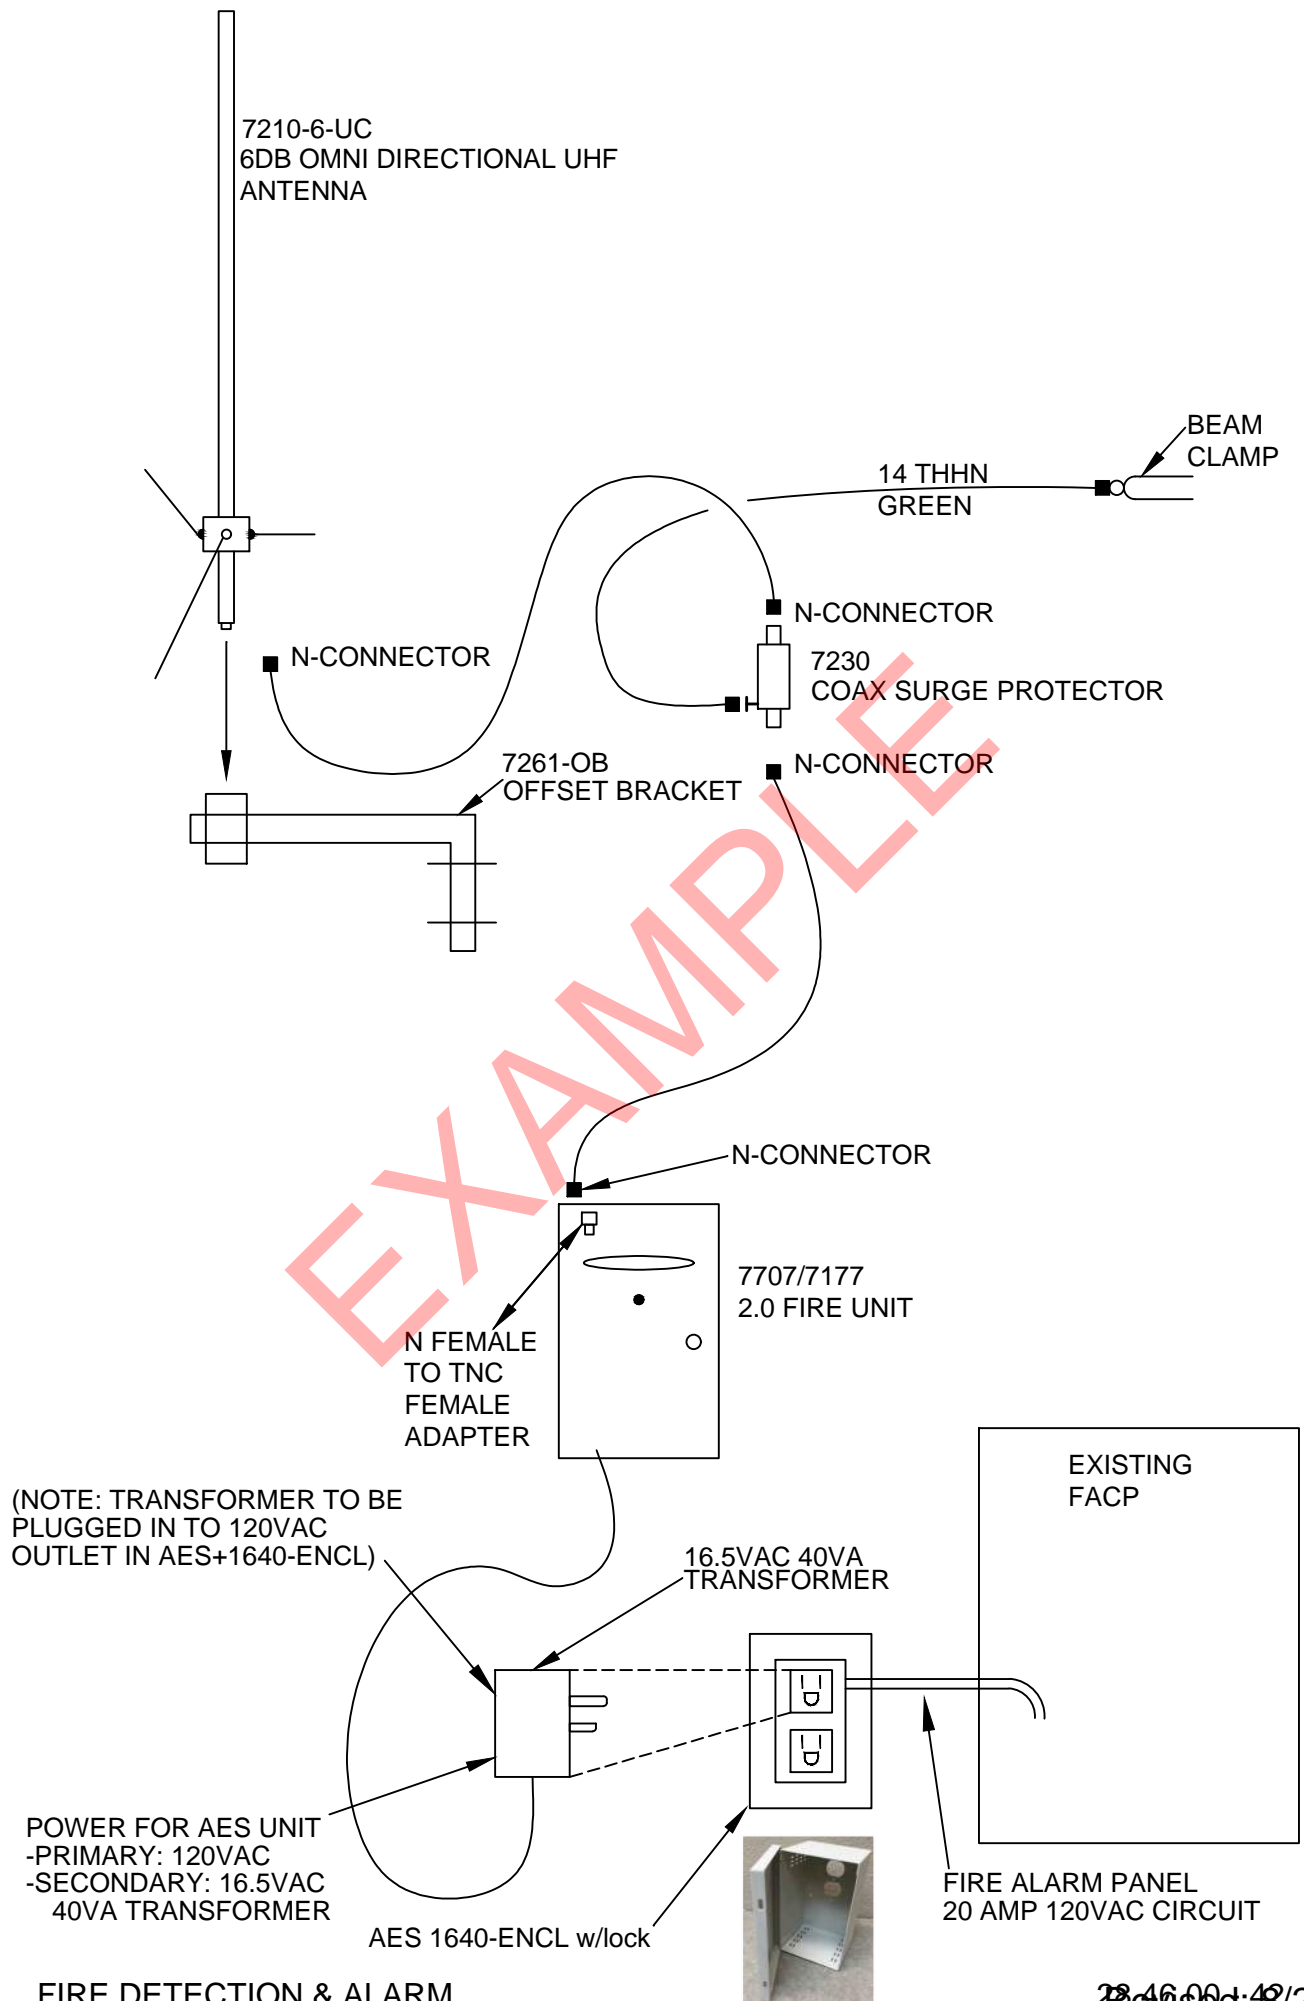 7210-6-UC
6DB OMNI DIRECTIONAL UHF
ANTENNA
BEAM
CLAMP
14 THHN
GREEN
N-CONNECTOR
N-CONNECTOR
7230
COAX SURGE PROTECTOR
N-CONNECTOR
7261-OB
OFFSET BRACKET
EXAMPLE
N-CONNECTOR
7707/7177
2.0 FIRE UNIT
N FEMALE
TO TNC
FEMALE
ADAPTER
EXISTING
FACP
(NOTE: TRANSFORMER TO BE
PLUGGED IN TO 120VAC
OUTLET IN AES+1640-ENCL)
16.5VAC 40VA
TRANSFORMER
POWER FOR AES UNIT
-PRIMARY: 120VAC
-SECONDARY: 16.5VAC
40VA TRANSFORMER
FIRE ALARM PANEL
20 AMP 120VAC CIRCUIT
AES 1640-ENCL w/lock
FIRE DETECTION & ALARM